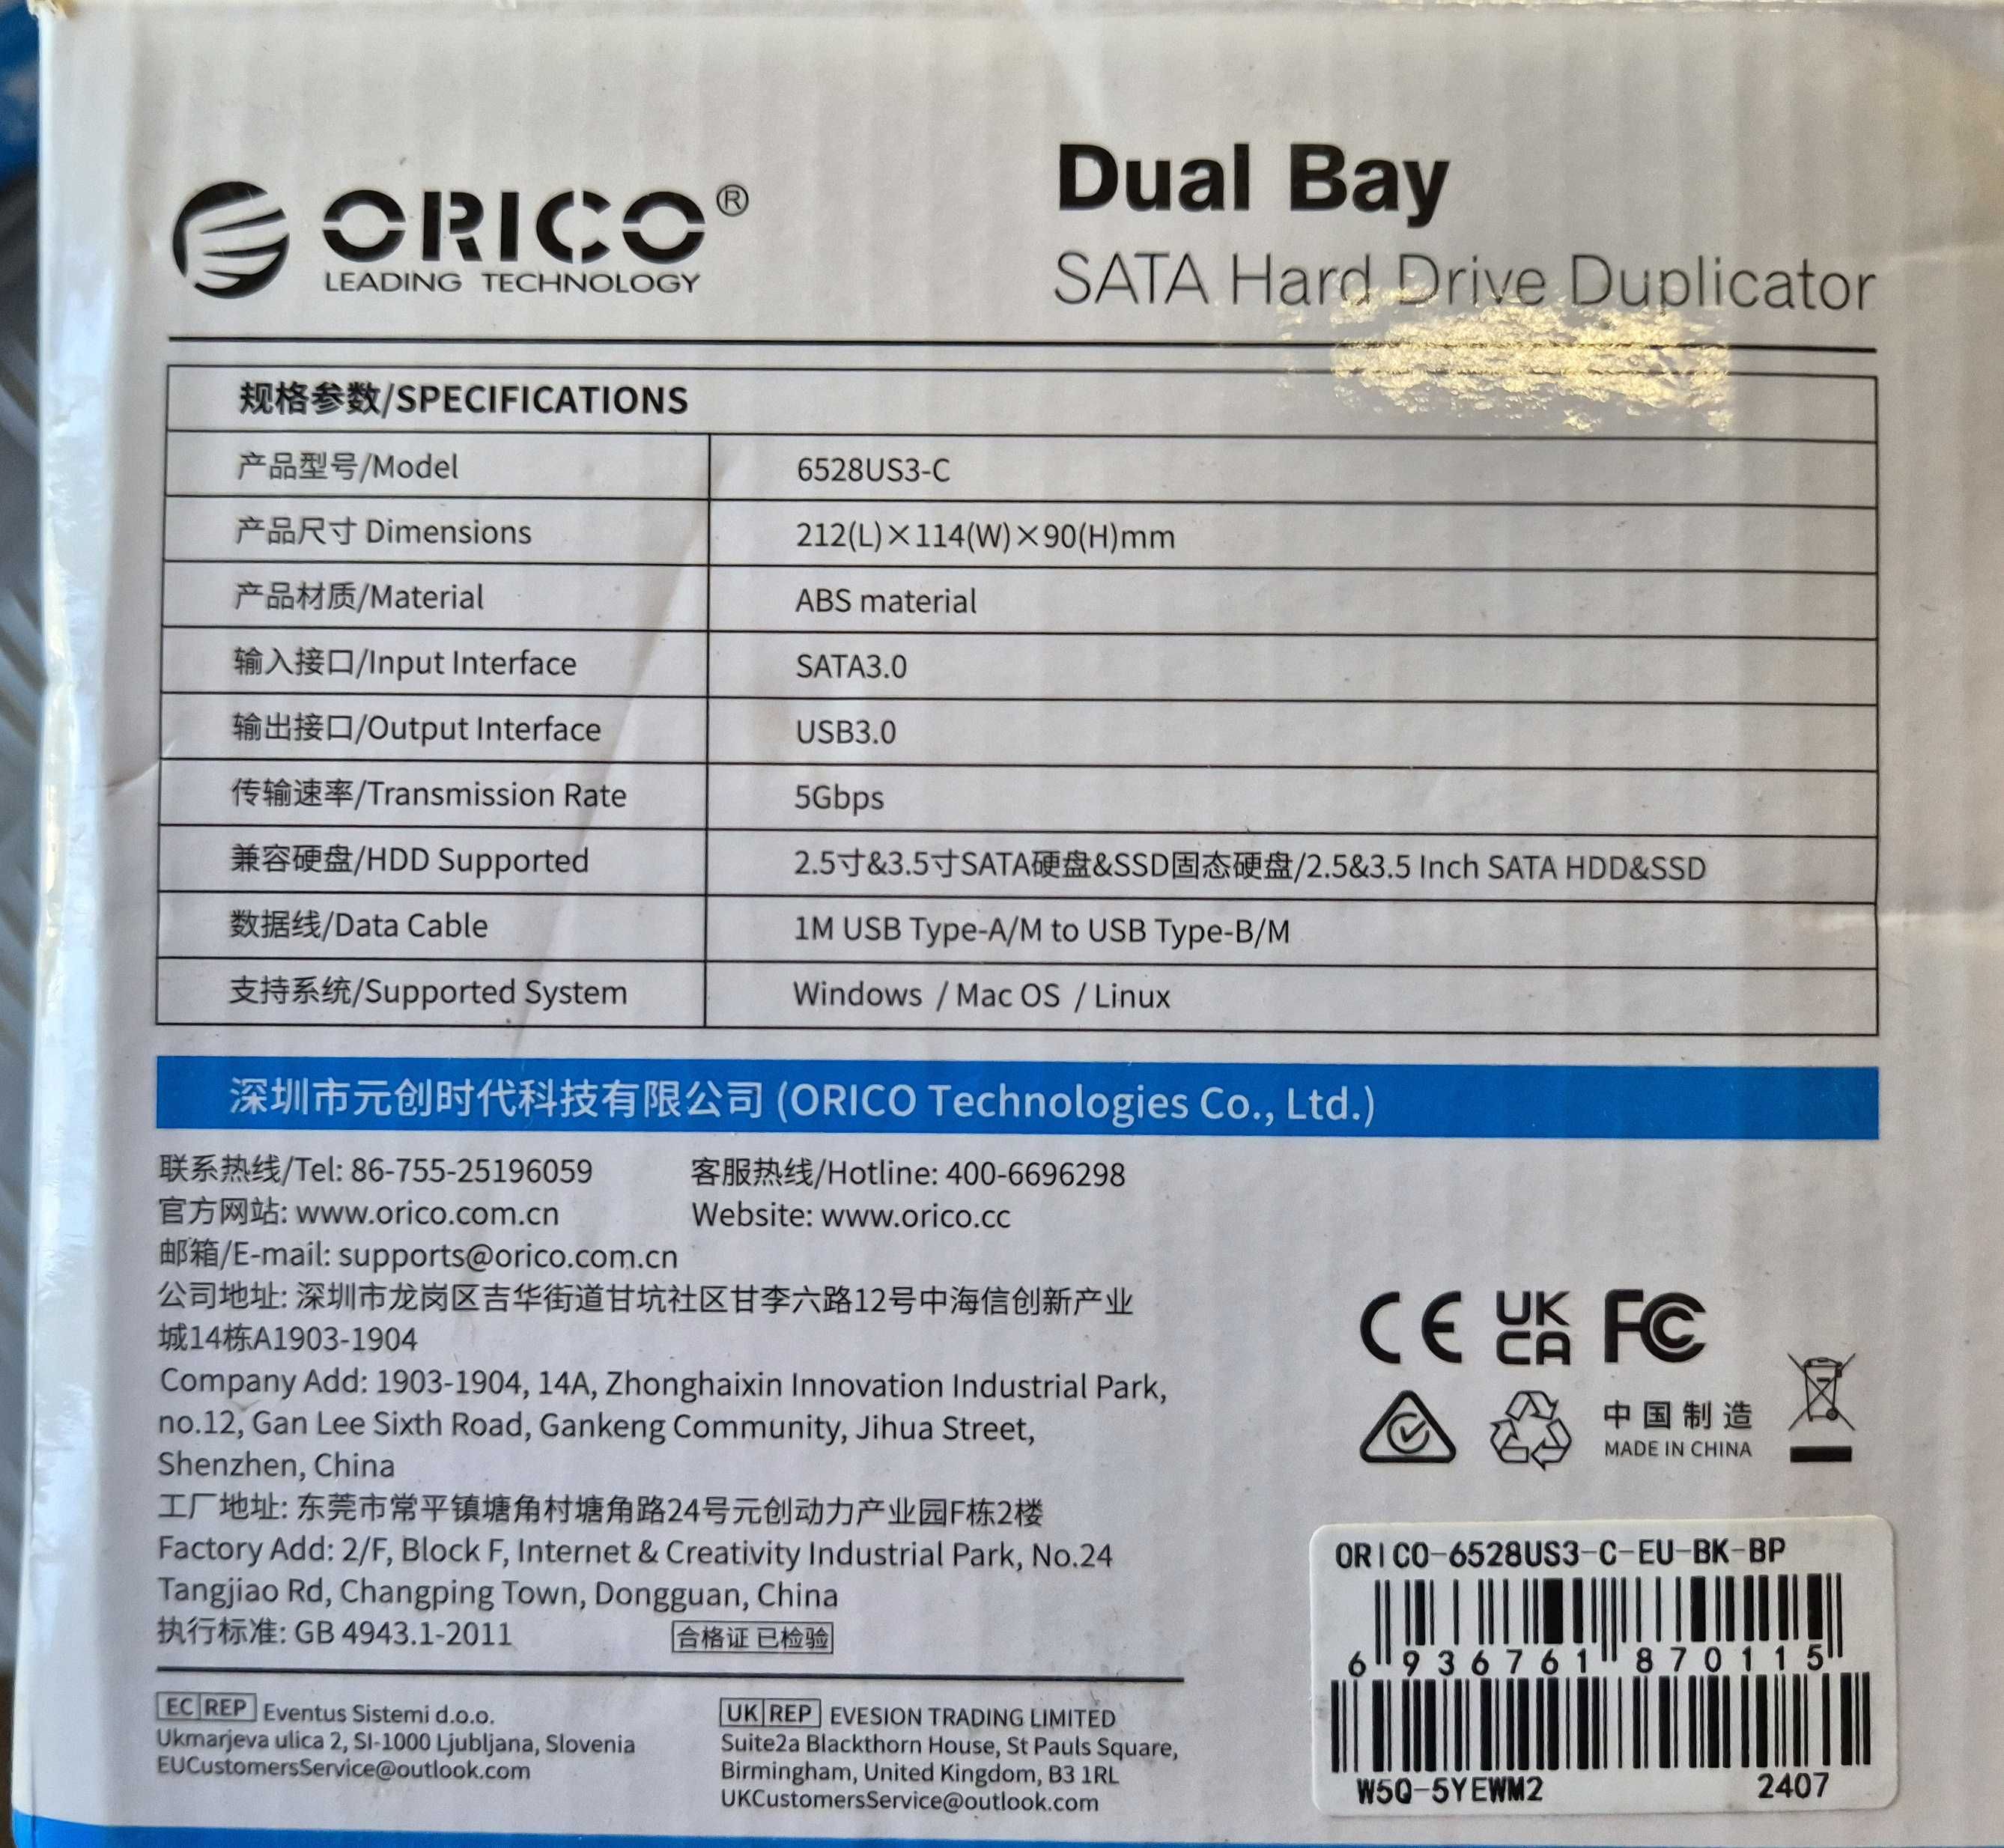 ORICO®
LEADING TECHNOLOGY
Dual Bay
SATA Hard Drive Duplicator
规格参数/SPECIFICATIONS
产品型号/Model 6528US3-C
产品尺寸 Dimensions 212(L)×114(W)×90(H)mm
产品材质/Material ABS material
输入接口/Input Interface SATA3.0
输出接口/Output Interface USB3.0
传输速率/Transmission Rate 5Gbps
兼容硬盘/HDD Supported 2.5寸&3.5寸SATA硬盘&SSD固态硬盘/2.5&3.5 Inch SATA HDD&SSD
数据线/Data Cable 1M USB Type-A/M to USB Type-B/M
支持系统/Supported System Windows / Mac OS / Linux
深圳市元创时代科技有限公司 (ORICO Technologies Co., Ltd.)
联系热线/Tel: 86-755-25196059 客服热线/Hotline: 400-6696298
官方网站: www.orico.com.cn Website: www.orico.cc
邮箱/E-mail: supports@orico.com.cn
公司地址: 深圳市龙岗区吉华街道甘坑社区甘李六路12号中海信创新产业
城14栋A1903-1904
Company Add: 1903-1904, 14A, Zhonghaixin Innovation Industrial Park,
no.12, Gan Lee Sixth Road, Gankeng Community, Jihua Street,
Shenzhen, China
工厂地址: 东莞市常平镇塘角村塘角路24号元创动力产业园F栋2楼
Factory Add: 2/F, Block F, Internet & Creativity Industrial Park, No.24
Tangjiao Rd, Changping Town, Dongguan, China
执行标准: GB 4943.1-2011 合格证 已检验
EC REP Eventus Sistemi d.o.o.
Ukmarjeva ulica 2, SI-1000 Ljubljana, Slovenia
EUCustomersService@outlook.com
UK REP EVESION TRADING LIMITED
Suite2a Blackthorn House, St Pauls Square,
Birmingham, United Kingdom, B3 1RL
UKCustomersService@outlook.com
CE UK CA FC
中国制造
MADE IN CHINA
ORICO-6528US3-C-EU-BK-BP
6 936761 870115
W5Q-5YEWM2 2407